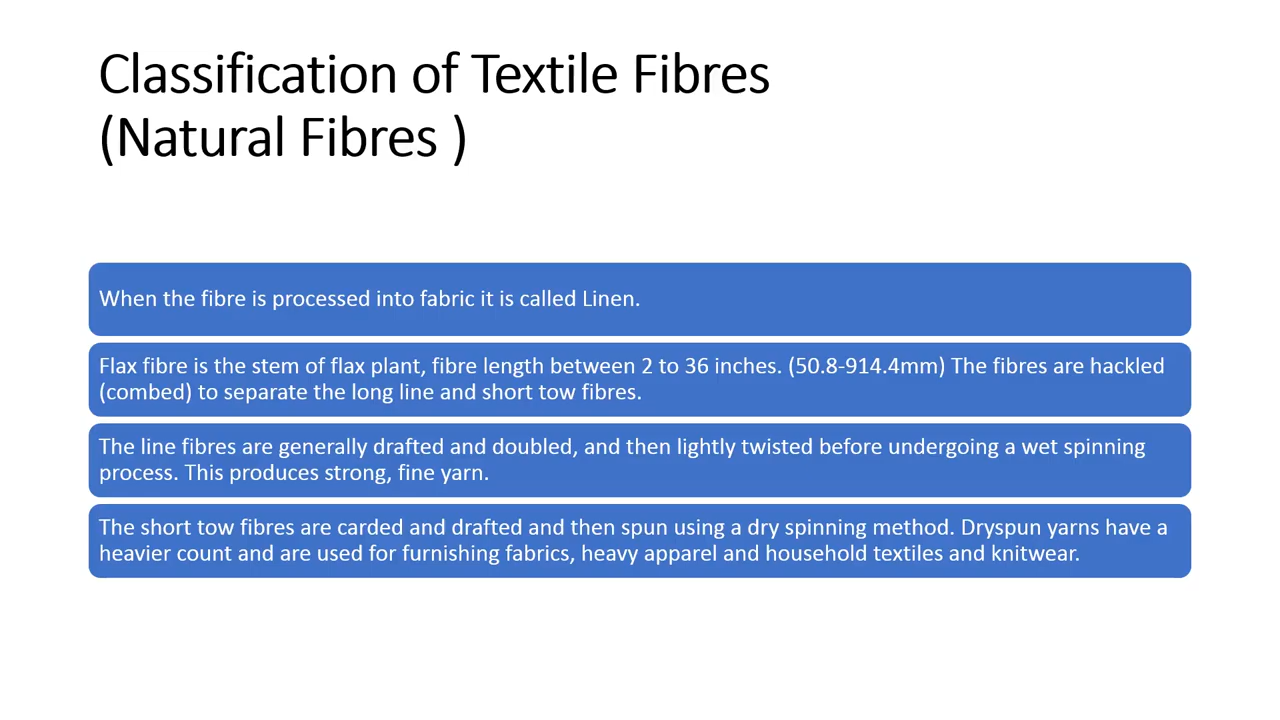 Classification of Textile Fibres
(Natural Fibres )
When the fibre is processed into fabric it is called Linen.
Flax fibre is the stem of flax plant, fibre length between 2 to 36 inches. (50.8-914.4mm) The fibres are hackled
(combed) to separate the long line and short tow fibres.
The line fibres are generally drafted and doubled, and then lightly twisted before undergoing a wet spinning
process. This produces strong, fine yarn.
The short tow fibres are carded and drafted and then spun using a dry spinning method. Dryspun yarns have a
heavier count and are used for furnishing fabrics, heavy apparel and household textiles and knitwear.